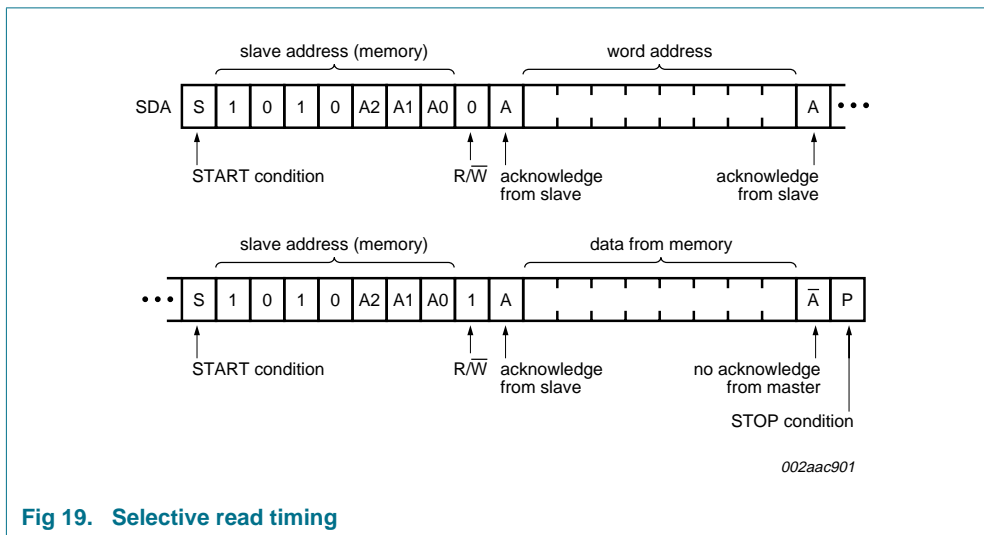 slave address (memory) word address
SDA S 1 0 1 0 A2 A1 A0 0 A A •••
START condition R/W̅ acknowledge from slave acknowledge from slave
slave address (memory) data from memory
••• S 1 0 1 0 A2 A1 A0 1 A A̅ P
START condition R/W̅ acknowledge from slave no acknowledge from master
STOP condition
002aac901
Fig 19. Selective read timing